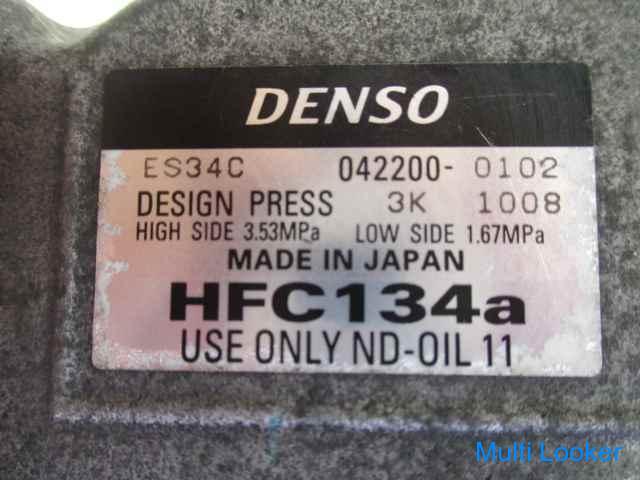 DENSO
ES34C 042200- 0102
DESIGN PRESS 3K 1008
HIGH SIDE 3.53MPa LOW SIDE 1.67MPa
MADE IN JAPAN
HFC134a
USE ONLY ND-OIL 11
Multi Looker